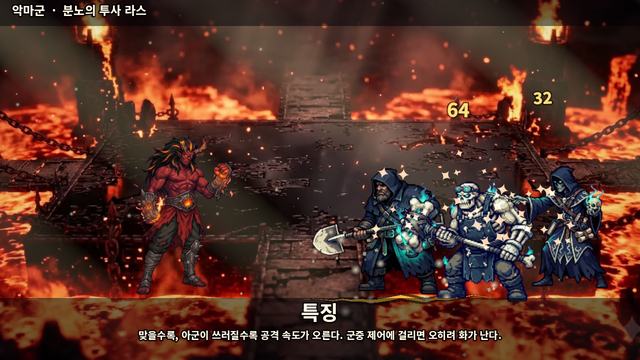 악마군 · 분노의 투사 라스
64
32
특징
맞을수록, 아군이 쓰러질수록 공격 속도가 오른다. 군중 제어에 걸리면 오히려 화가 난다.